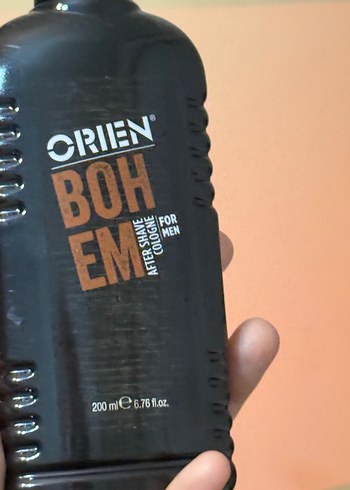 ORIEN®
BOH
EM
AFTER SHAVE
COLOGNE
FOR
MEN
200 ml ℮ 6.76 fl.oz.